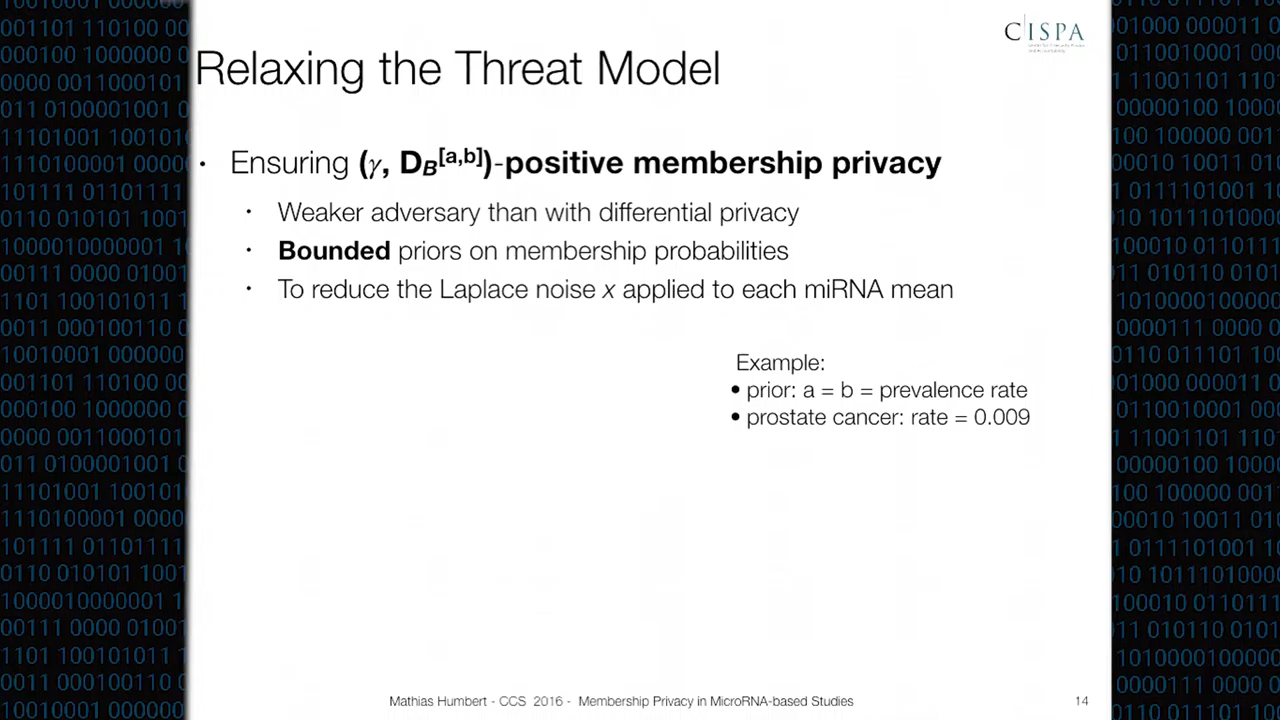 CISPA
Relaxing the Threat Model
• Ensuring (γ, D_B^[a,b])-positive membership privacy
• Weaker adversary than with differential privacy
• Bounded priors on membership probabilities
• To reduce the Laplace noise x applied to each miRNA mean
Example:
• prior: a = b = prevalence rate
• prostate cancer: rate = 0.009
Mathias Humbert - CCS 2016 - Membership Privacy in MicroRNA-based Studies
14